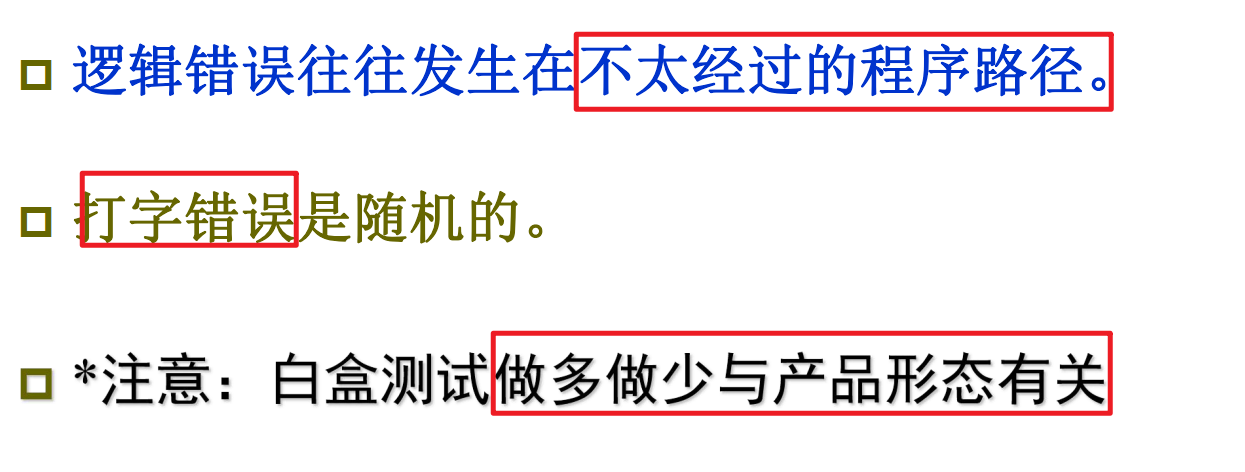 逻辑错误往往发生在不太经过的程序路径。
打字错误是随机的。
*注意：白盒测试做多做少与产品形态有关